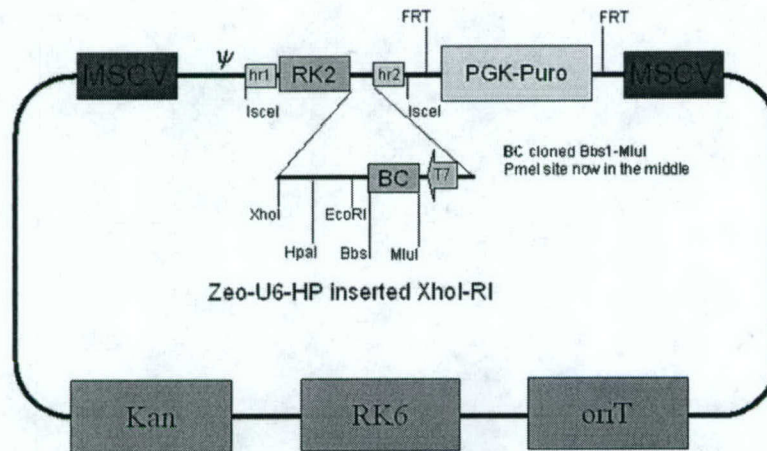 FRT FRT
MSCV ψ hr1 RK2 hr2 PGK-Puro MSCV
IsceI IsceI
BC cloned Bbs1-MluI
PmeI site now in the middle
BC T7
XhoI EcoRI
HpaI Bbs MluI
Zeo-U6-HP inserted XhoI-RI
Kan RK6 oriT